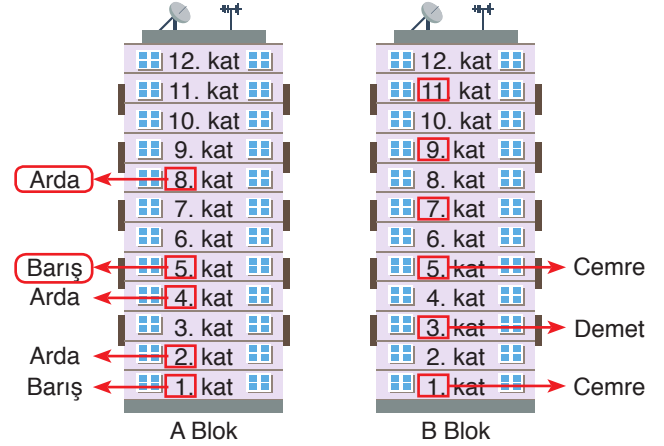 12. kat 12. kat
11. kat 11. kat
10. kat 10. kat
9. kat 9. kat
Arda 8. kat 8. kat
7. kat 7. kat
6. kat 6. kat
Barış 5. kat 5. kat Cemre
Arda 4. kat 4. kat
3. kat 3. kat Demet
Arda 2. kat 2. kat
Barış 1. kat 1. kat Cemre
A Blok B Blok